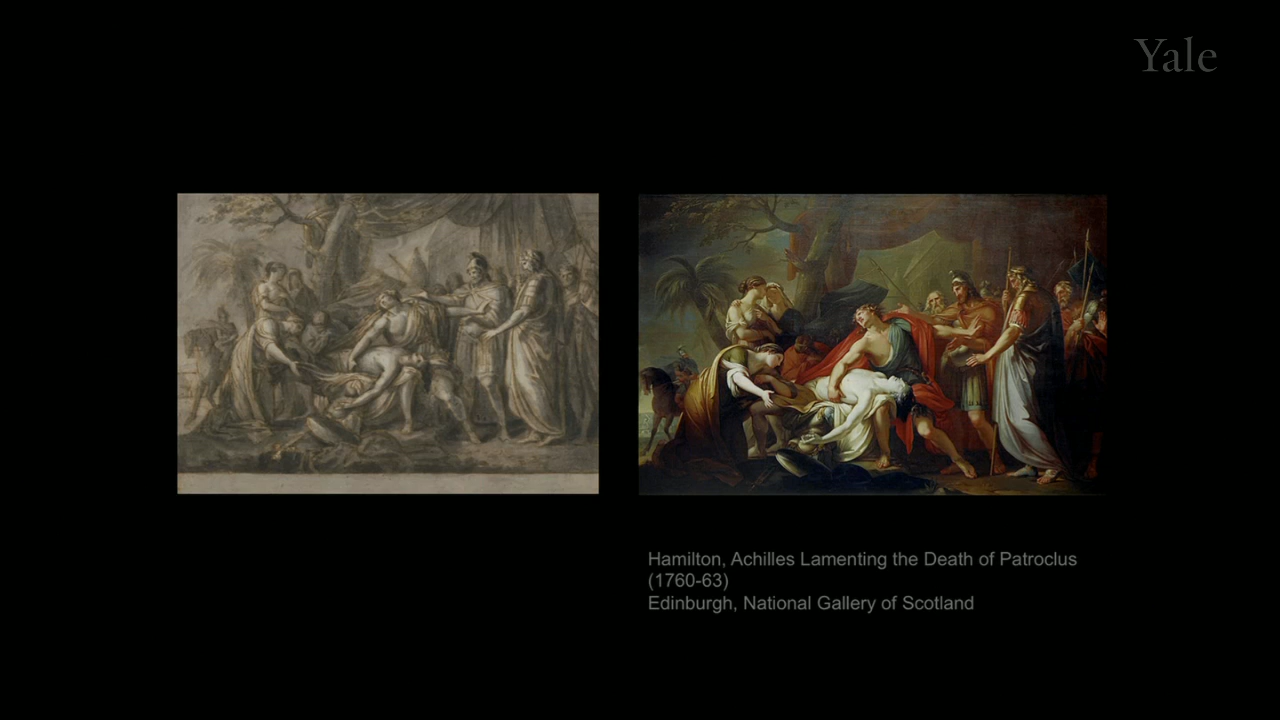 Yale
Hamilton, Achilles Lamenting the Death of Patroclus
(1760-63)
Edinburgh, National Gallery of Scotland